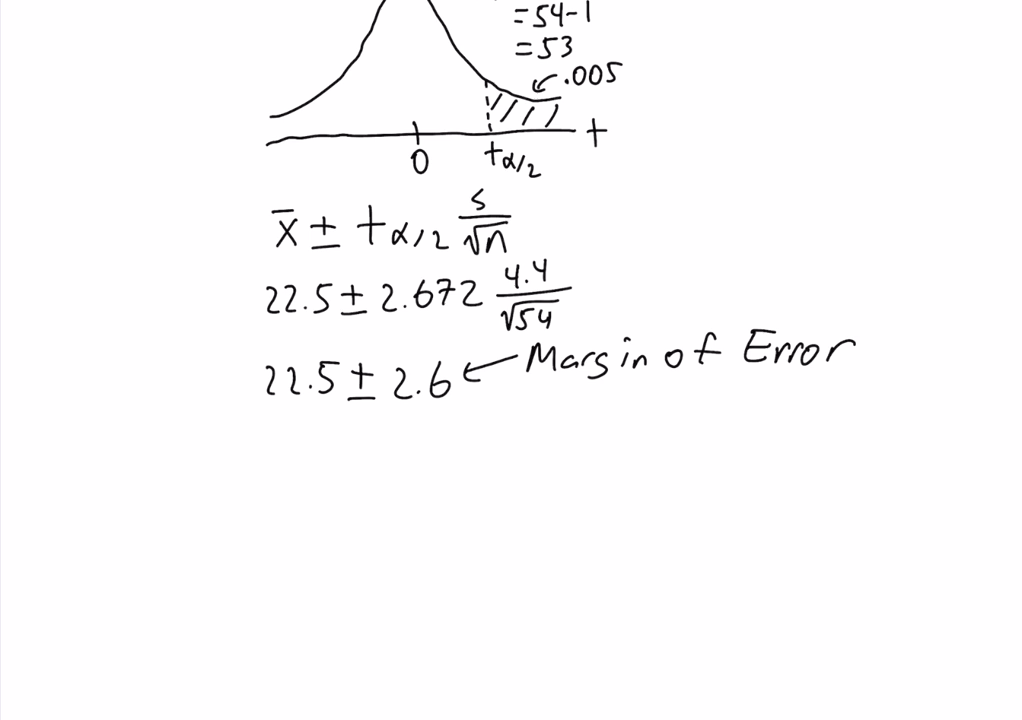 =54-1
=53
.005
0 tα/2 t
x̄ ± tα/2 s/√n
22.5 ± 2.672 4.4/√54
22.5 ± 2.6 ← Margin of Error